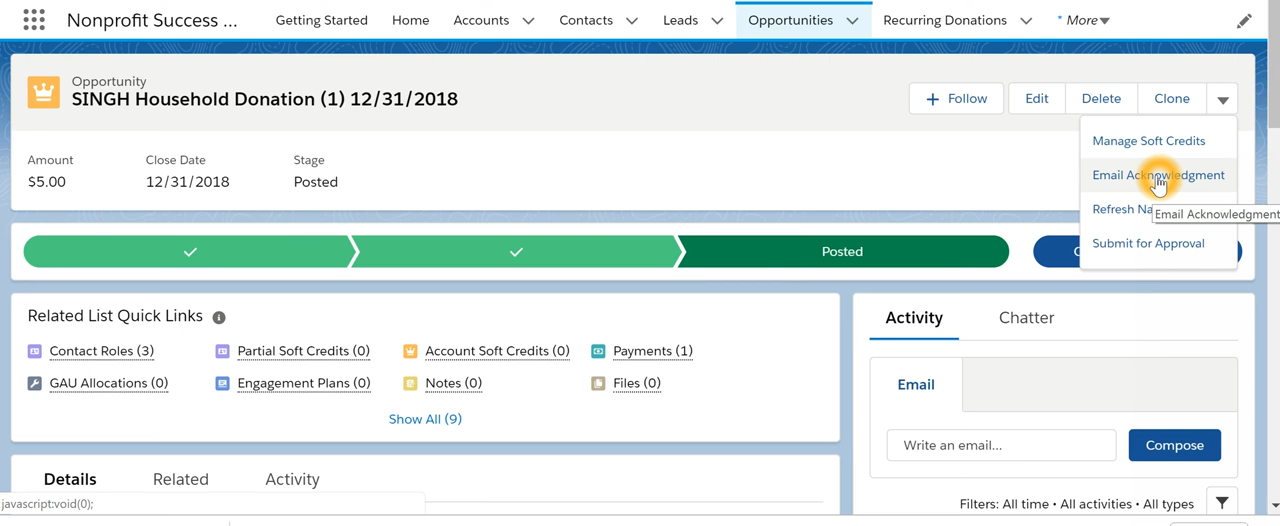 Nonprofit Success ... Getting Started Home Accounts Contacts Leads Opportunities Recurring Donations * More
Opportunity
SINGH Household Donation (1) 12/31/2018
Follow Edit Delete Clone
Manage Soft Credits
Email Acknowledgment
Refresh
Email Acknowledgment
Submit for Approval
Amount Close Date Stage
$5.00 12/31/2018 Posted
Posted
Related List Quick Links
Contact Roles (3) Partial Soft Credits (0) Account Soft Credits (0) Payments (1)
GAU Allocations (0) Engagement Plans (0) Notes (0) Files (0)
Show All (9)
Activity Chatter
Email
Write an email... Compose
Filters: All time • All activities • All types
Details Related Activity
javascript:void(0);